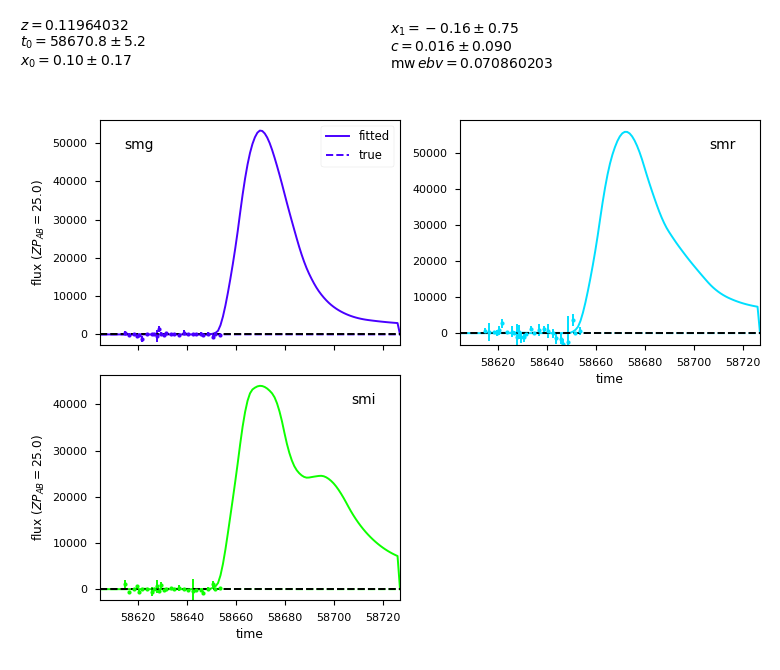 z = 0.11964032
t0 = 58670.8 ± 5.2
x0 = 0.10 ± 0.17
x1 = −0.16 ± 0.75
c = 0.016 ± 0.090
mw ebv = 0.070860203
smg
fitted
true
50000
40000
30000
20000
10000
0
flux (ZP_AB = 25.0)
smr
50000
40000
30000
20000
10000
0
58620 58640 58660 58680 58700 58720
time
smi
40000
30000
20000
10000
0
flux (ZP_AB = 25.0)
58620 58640 58660 58680 58700 58720
time